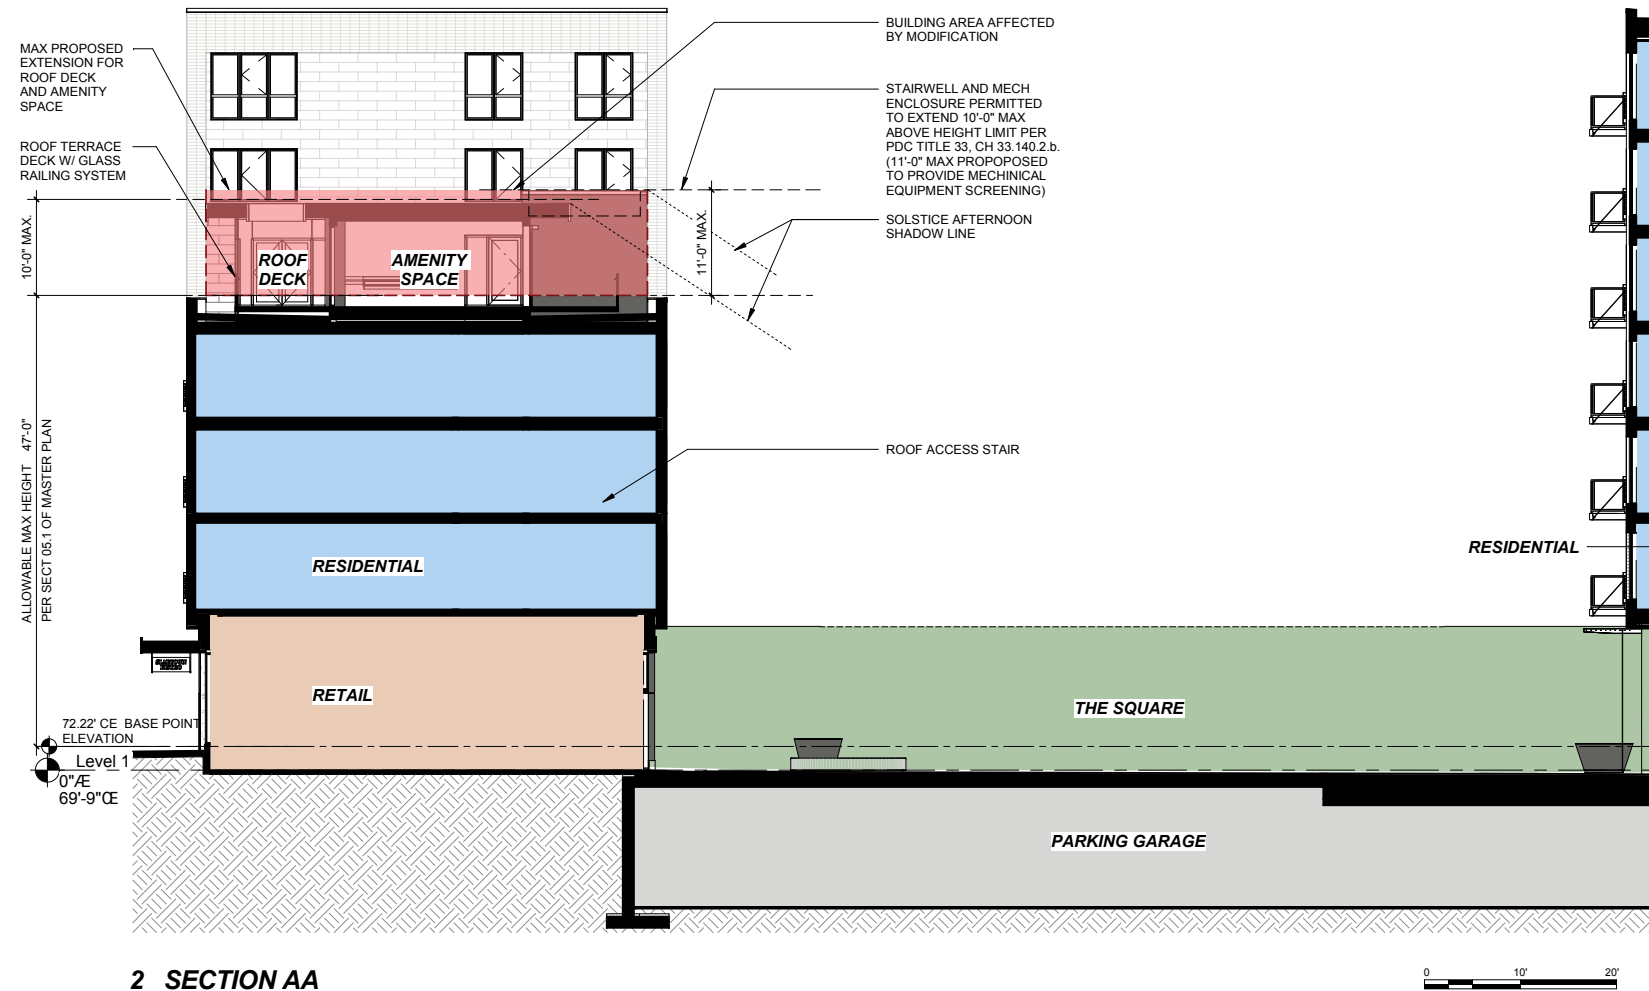 MAX PROPOSED
EXTENSION FOR
ROOF DECK
AND AMENITY
SPACE
ROOF TERRACE
DECK W/ GLASS
RAILING SYSTEM
BUILDING AREA AFFECTED
BY MODIFICATION
STAIRWELL AND MECH
ENCLOSURE PERMITTED
TO EXTEND 10'-0" MAX
ABOVE HEIGHT LIMIT PER
PDC TITLE 33, CH 33.140.2.b.
(11'-0" MAX PROPOPOSED
TO PROVIDE MECHINICAL
EQUIPMENT SCREENING)
SOLSTICE AFTERNOON
SHADOW LINE
10'-0" MAX.
11'-0" MAX.
ROOF
DECK
AMENITY
SPACE
ALLOWABLE MAX HEIGHT 47'-0"
PER SECT 05.1 OF MASTER PLAN
ROOF ACCESS STAIR
RESIDENTIAL
RESIDENTIAL
RETAIL
THE SQUARE
72.22' CE BASE POINT
ELEVATION
Level 1
0"Æ
69'-9"Œ
PARKING GARAGE
2 SECTION AA
0 10' 20'